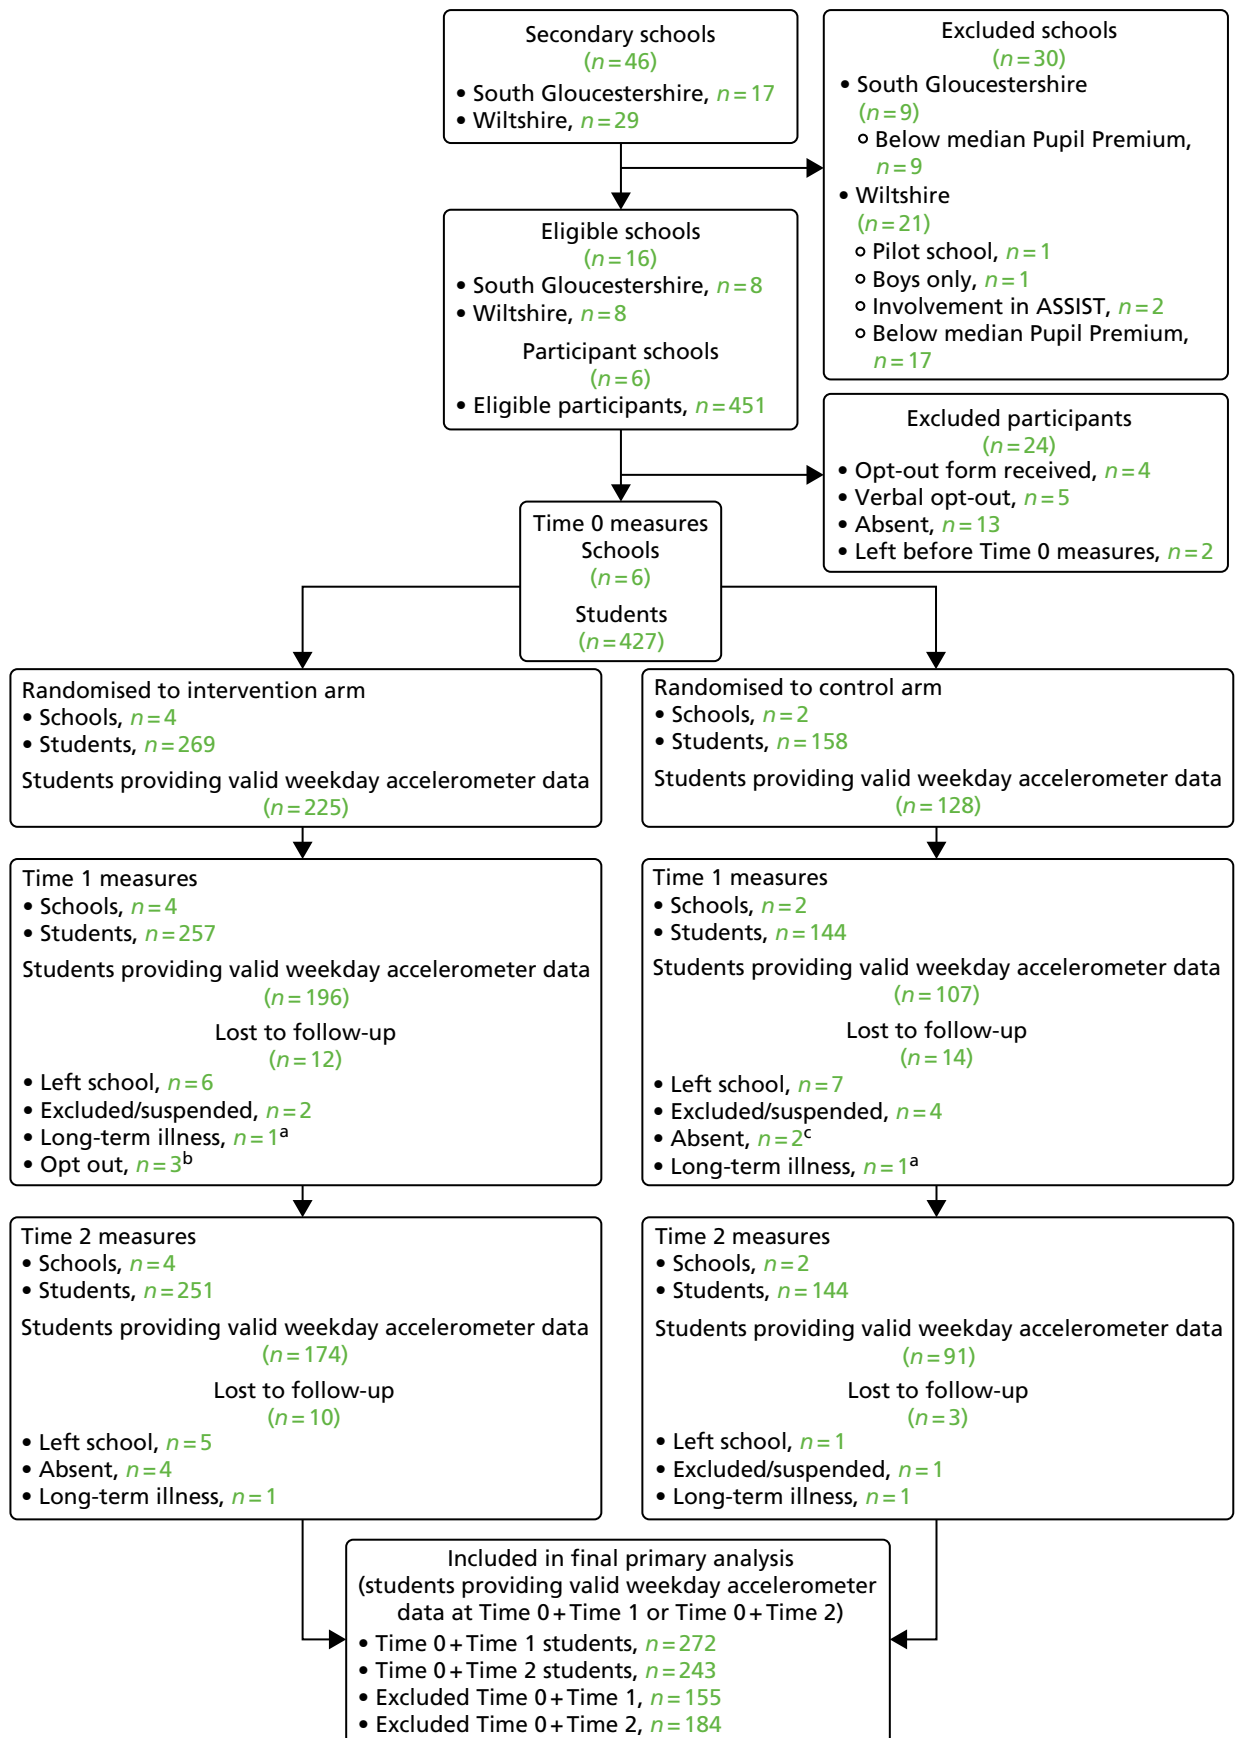 Secondary schools
(n=46)
• South Gloucestershire, n=17
• Wiltshire, n=29
Excluded schools
(n=30)
• South Gloucestershire
(n=9)
Below median Pupil Premium,
n=9
• Wiltshire
(n=21)
Pilot school, n=1
Boys only, n=1
Involvement in ASSIST, n=2
Below median Pupil Premium,
n=17
Eligible schools
(n=16)
• South Gloucestershire, n=8
• Wiltshire, n=8
Participant schools
(n=6)
• Eligible participants, n=451
Excluded participants
(n=24)
• Opt-out form received, n=4
• Verbal opt-out, n=5
• Absent, n=13
• Left before Time 0 measures, n=2
Time 0 measures
Schools
(n=6)
Students
(n=427)
Randomised to intervention arm
• Schools, n=4
• Students, n=269
Students providing valid weekday accelerometer data
(n=225)
Randomised to control arm
• Schools, n=2
• Students, n=158
Students providing valid weekday accelerometer data
(n=128)
Time 1 measures
• Schools, n=4
• Students, n=257
Students providing valid weekday accelerometer data
(n=196)
Lost to follow-up
(n=12)
• Left school, n=6
• Excluded/suspended, n=2
• Long-term illness, n=1a
• Opt out, n=3b
Time 1 measures
• Schools, n=2
• Students, n=144
Students providing valid weekday accelerometer data
(n=107)
Lost to follow-up
(n=14)
• Left school, n=7
• Excluded/suspended, n=4
• Absent, n=2c
• Long-term illness, n=1a
Time 2 measures
• Schools, n=4
• Students, n=251
Students providing valid weekday accelerometer data
(n=174)
Lost to follow-up
(n=10)
• Left school, n=5
• Absent, n=4
• Long-term illness, n=1
Time 2 measures
• Schools, n=2
• Students, n=144
Students providing valid weekday accelerometer data
(n=91)
Lost to follow-up
(n=3)
• Left school, n=1
• Excluded/suspended, n=1
• Long-term illness, n=1
Included in final primary analysis
(students providing valid weekday accelerometer
data at Time 0+Time 1 or Time 0+Time 2)
• Time 0+Time 1 students, n=272
• Time 0+Time 2 students, n=243
• Excluded Time 0+Time 1, n=155
• Excluded Time 0+Time 2, n=184